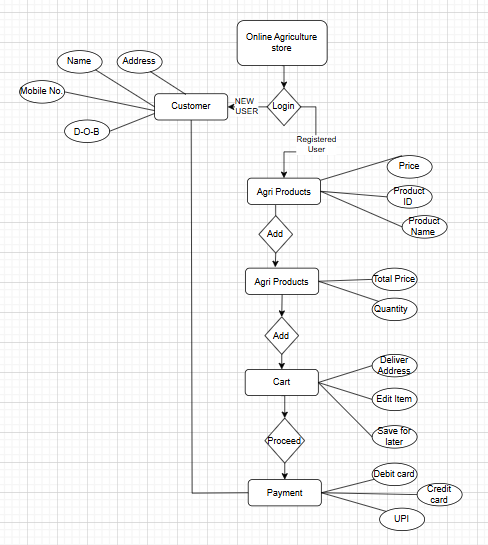 Online Agriculture
store
Name
Address
Mobile No.
Customer
NEW
USER
Login
D-O-B
Registered
User
Price
Agri Products
Product
ID
Product
Name
Add
Agri Products
Total Price
Quantity
Add
Deliver
Address
Cart
Edit Item
Save for
later
Proceed
Debit card
Payment
Credit
card
UPI